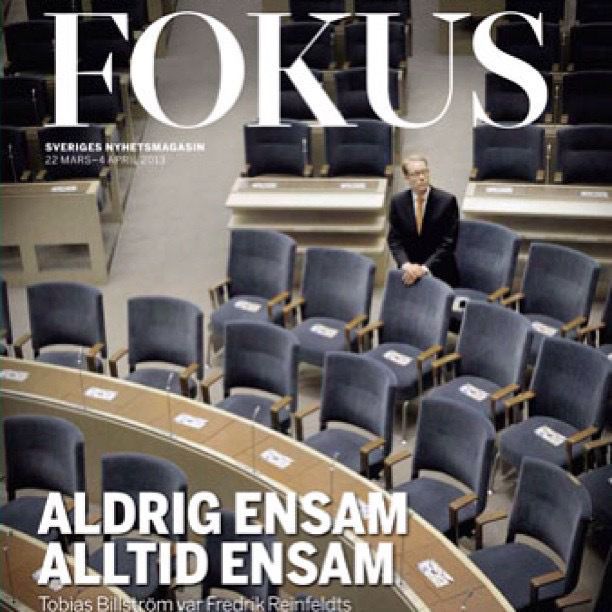 FOKUS
SVERIGES NYHETSMAGASIN
22 MARS–4 APRIL 2013
ALDRIG ENSAM
ALLTID ENSAM
Tobias Billström var Fredrik Reinfeldts